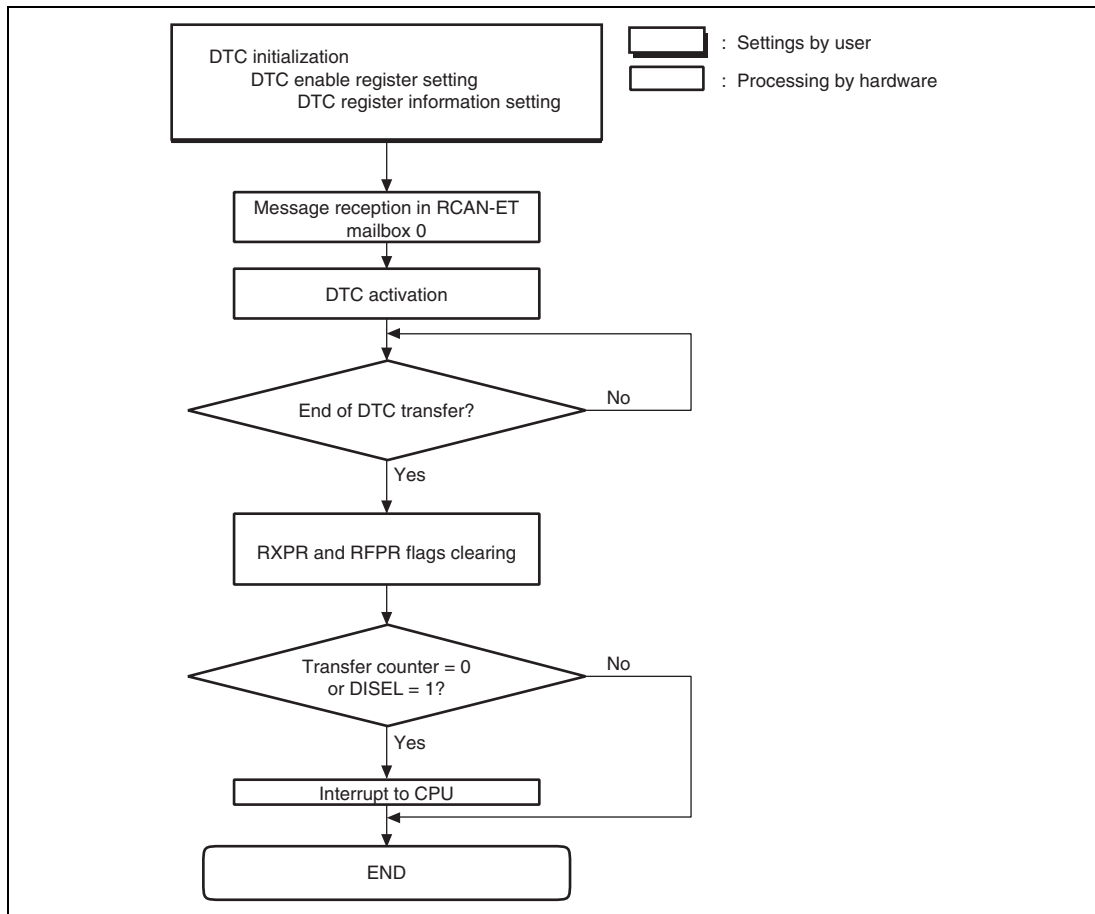 DTC initialization
DTC enable register setting
DTC register information setting
: Settings by user
: Processing by hardware
Message reception in RCAN-ET
mailbox 0
DTC activation
End of DTC transfer?
No
Yes
RXPR and RFPR flags clearing
Transfer counter = 0
or DISEL = 1?
No
Yes
Interrupt to CPU
END